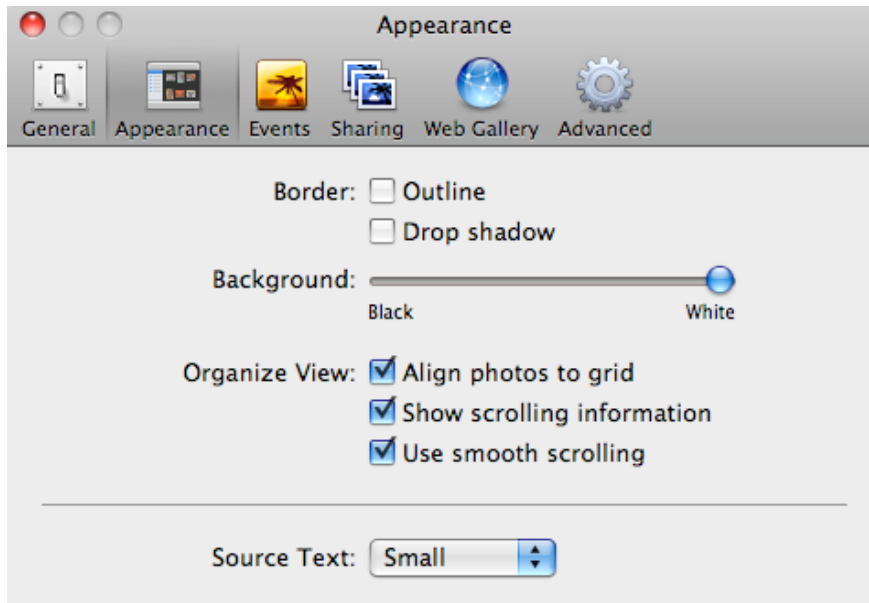 Appearance
General Appearance Events Sharing Web Gallery Advanced
Border: Outline
Drop shadow
Background:
Black White
Organize View: Align photos to grid
Show scrolling information
Use smooth scrolling
Source Text: Small